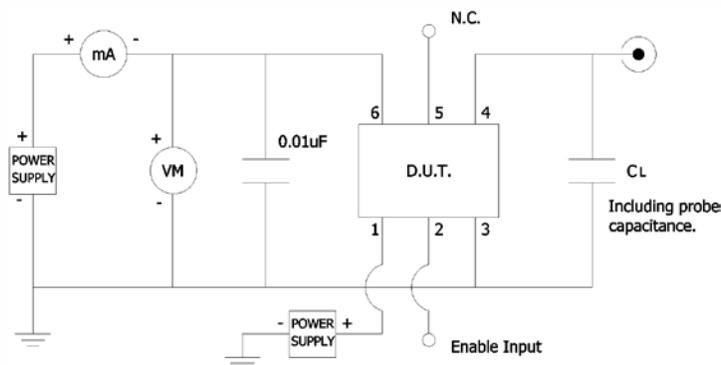 N.C.
+ mA -
6 5 4
0.01uF
+
POWER
SUPPLY
-
+
VM
-
D.U.T.
CL
Including probe
capacitance.
1 2 3
- POWER
SUPPLY +
Enable Input